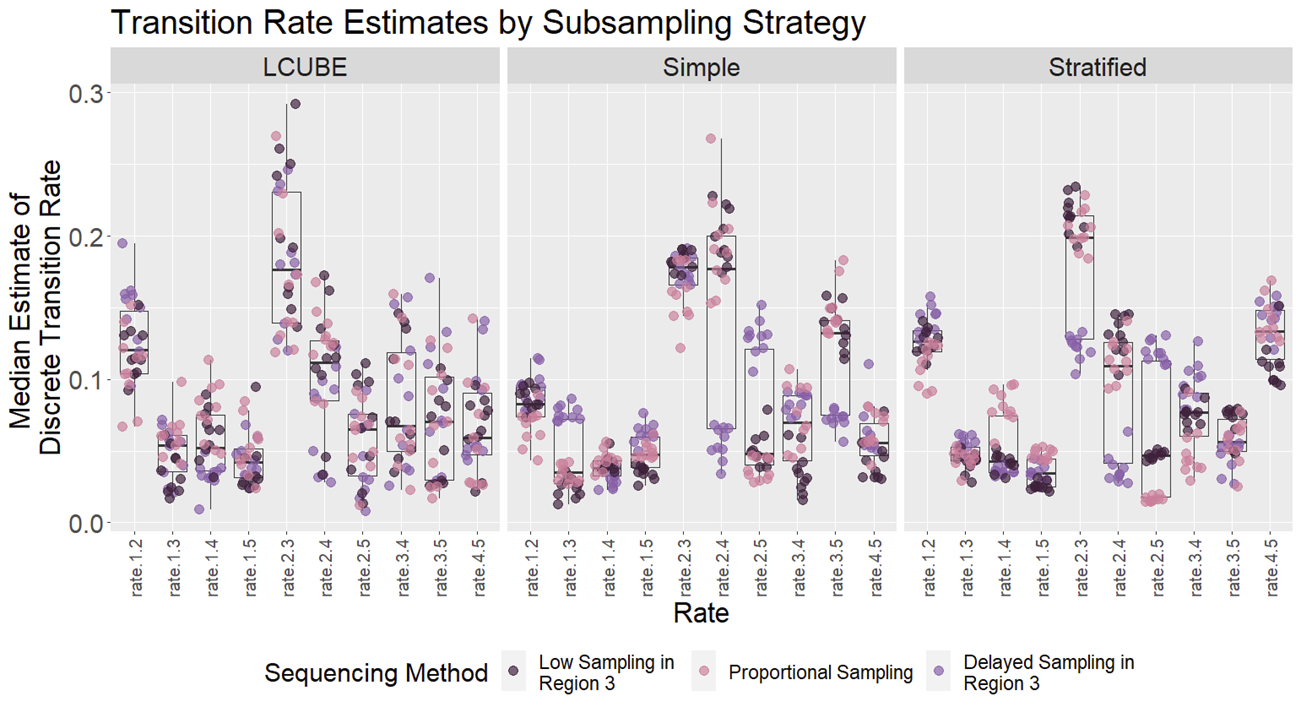 Transition Rate Estimates by Subsampling Strategy
LCUBE
Simple
Stratified
Median Estimate of
Discrete Transition Rate
0.3
0.2
0.1
0.0
rate.1.2
rate.1.3
rate.1.4
rate.1.5
rate.2.3
rate.2.4
rate.2.5
rate.3.4
rate.3.5
rate.4.5
rate.1.2
rate.1.3
rate.1.4
rate.1.5
rate.2.3
rate.2.4
rate.2.5
rate.3.4
rate.3.5
rate.4.5
rate.1.2
rate.1.3
rate.1.4
rate.1.5
rate.2.3
rate.2.4
rate.2.5
rate.3.4
rate.3.5
rate.4.5
Rate
Sequencing Method
Low Sampling in
Region 3
Proportional Sampling
Delayed Sampling in
Region 3